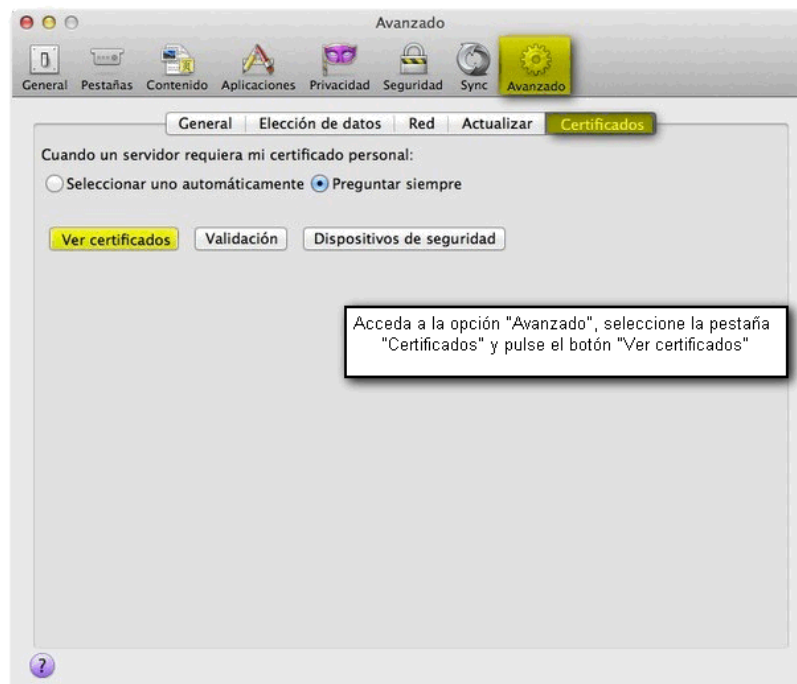 Avanzado
General Pestañas Contenido Aplicaciones Privacidad Seguridad Sync Avanzado
General Elección de datos Red Actualizar Certificados
Cuando un servidor requiera mi certificado personal:
Seleccionar uno automáticamente Preguntar siempre
Ver certificados Validación Dispositivos de seguridad
Acceda a la opción "Avanzado", seleccione la pestaña
"Certificados" y pulse el botón "Ver certificados"
?